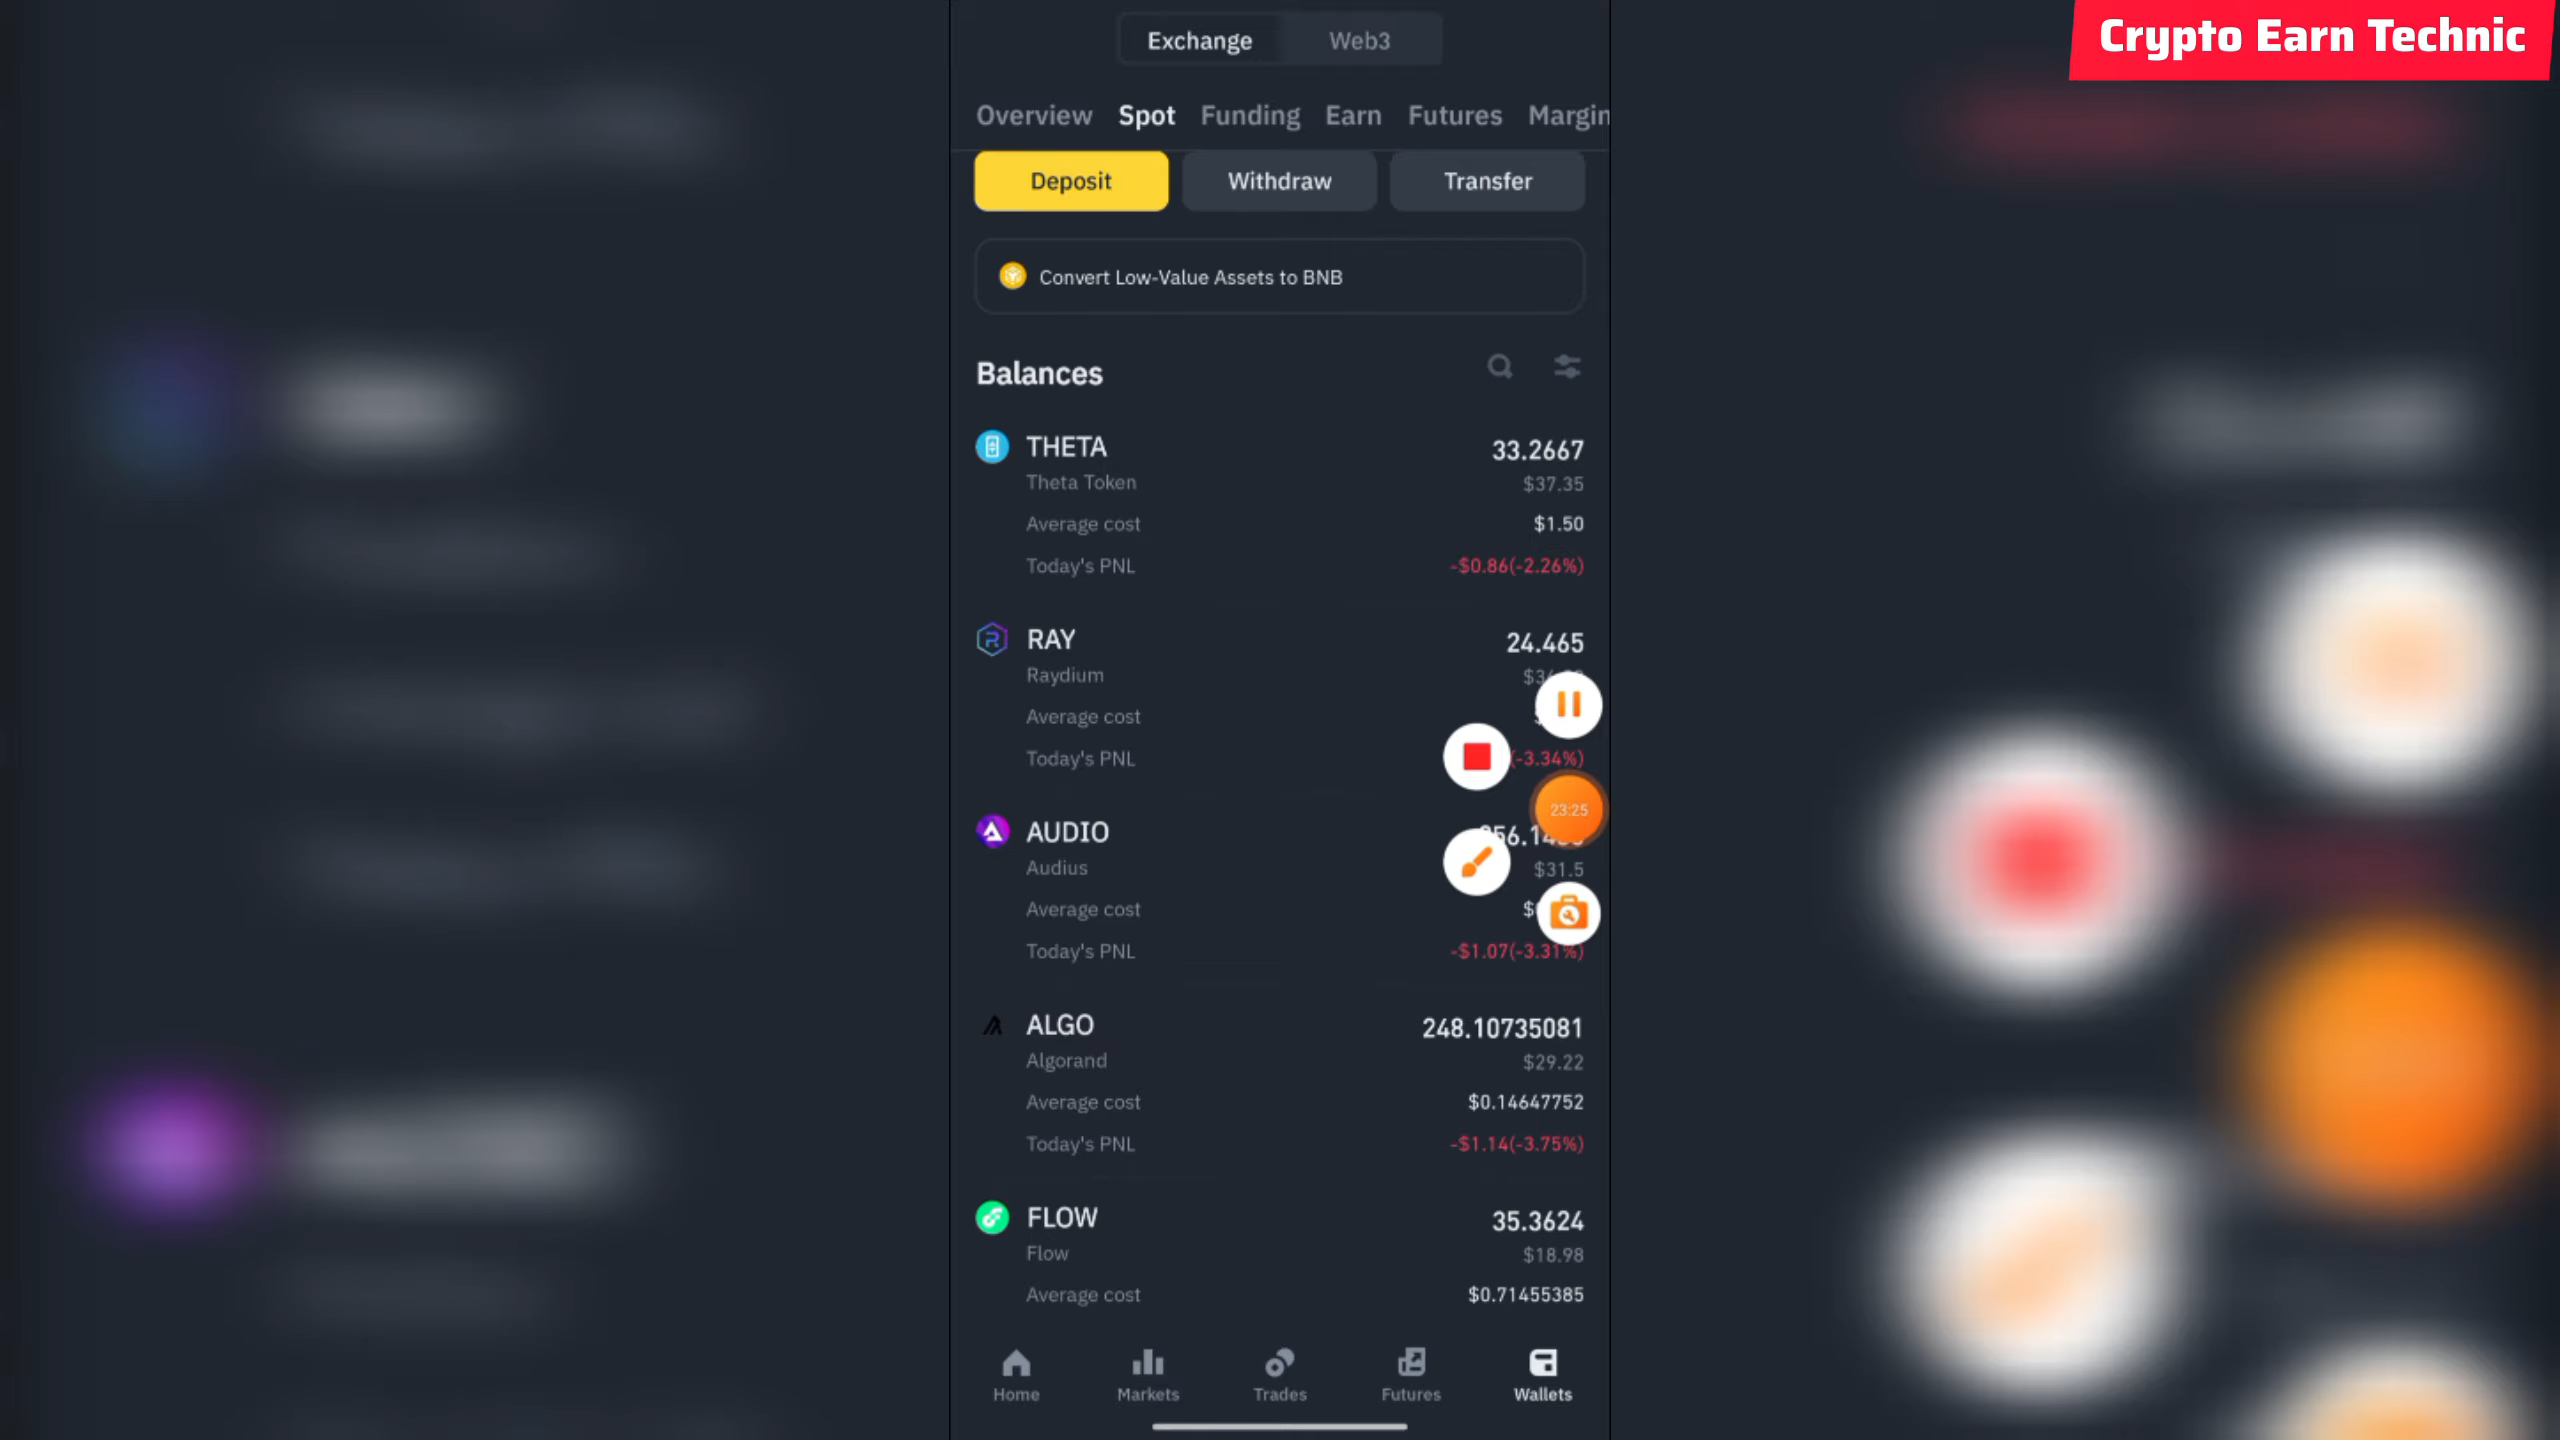 Crypto Earn Technic
Exchange Web3
Overview Spot Funding Earn Futures Margin
Deposit Withdraw Transfer
Convert Low-Value Assets to BNB
Balances
THETA 33.2667
Theta Token $37.35
Average cost $1.50
Today's PNL -$0.86(-2.26%)
RAY 24.465
Raydium
Average cost
Today's PNL (-3.34%)
23:25
AUDIO
Audius $31.5
Average cost
Today's PNL -$1.07(-3.31%)
ALGO 248.10735081
Algorand $29.22
Average cost $0.14647752
Today's PNL -$1.14(-3.75%)
FLOW 35.3624
Flow $18.98
Average cost $0.71455385
Home Markets Trades Futures Wallets